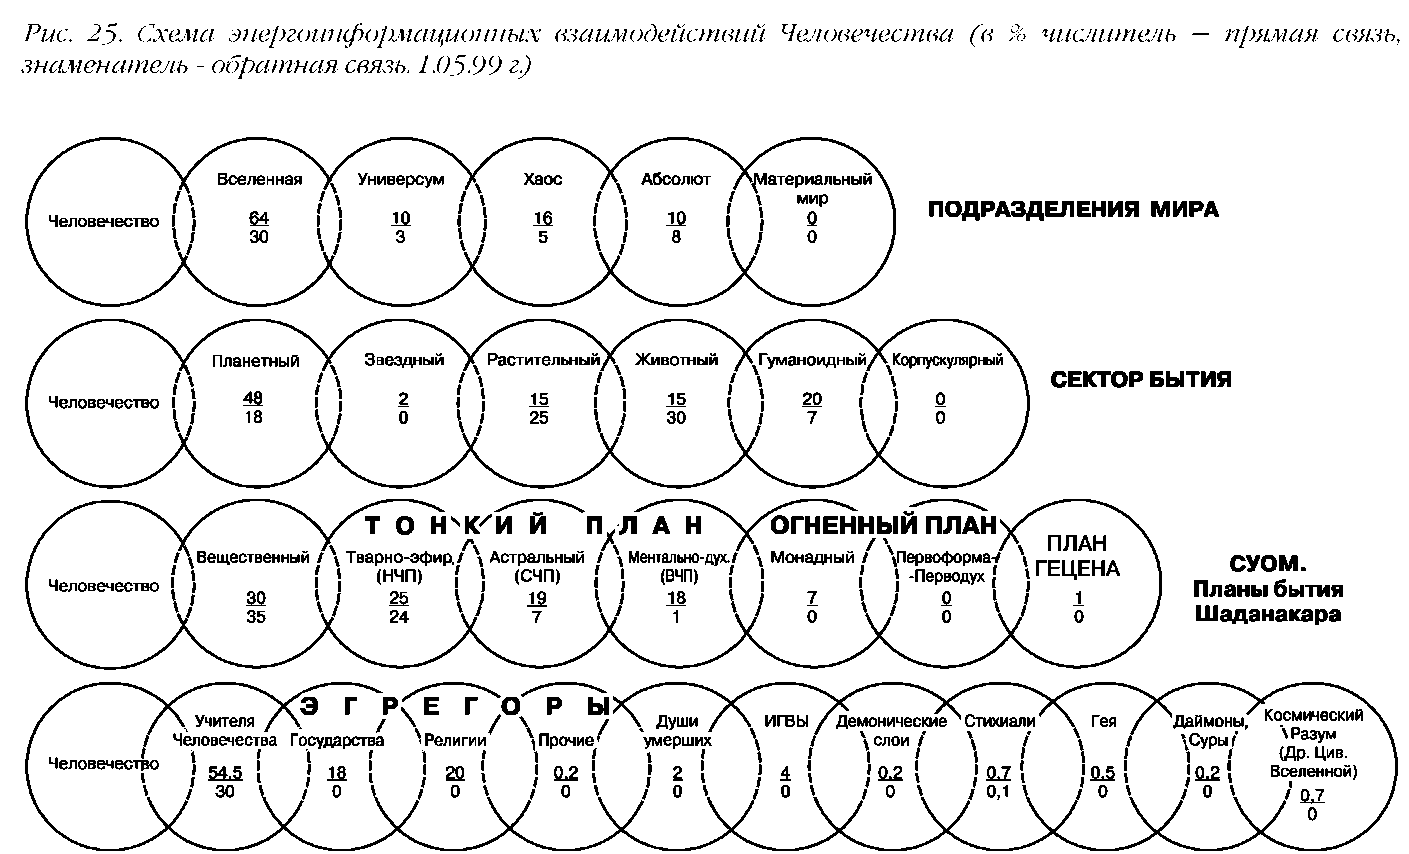 Рис. 25. Схема энергоинформационных взаимодействий Человечества (в % числитель – прямая связь,
знаменатель - обратная связь. 1.05.99 г.)
Человечество
Вселенная
64
30
Универсум
10
3
Хаос
16
5
Абсолют
10
8
Материальный
мир
0
0
ПОДРАЗДЕЛЕНИЯ МИРА
Человечество
Планетный
48
18
Звездный
2
0
Растительный
15
25
Животный
15
30
Гуманоидный
20
7
Корпускулярный
0
0
СЕКТОР БЫТИЯ
ТОНКИЙ ПЛАН
ОГНЕННЫЙ ПЛАН
Человечество
Вещественный
30
35
Тварно-эфир.
(НЧП)
25
24
Астральный
(СЧП)
19
7
Ментально-дух.
(ВЧП)
18
1
Монадный
7
0
Первоформа-
-Перводух
0
0
ПЛАН
ГЕЦЕНА
1
0
СУОМ.
Планы бытия
Шаданакара
ЭГРЕГОРЫ
Человечество
Учителя
Человечества
54.5
30
Государства
18
0
Религии
20
0
Прочие
0.2
0
Души
умерших
2
0
ИГВЫ
4
0
Демонические
слои
0.2
0
Стихиали
0.7
0,1
Гея
0.5
0
Даймоны,
Суры
0.2
0
Космический
Разум
(Др. Цив.
Вселенной)
0.7
0